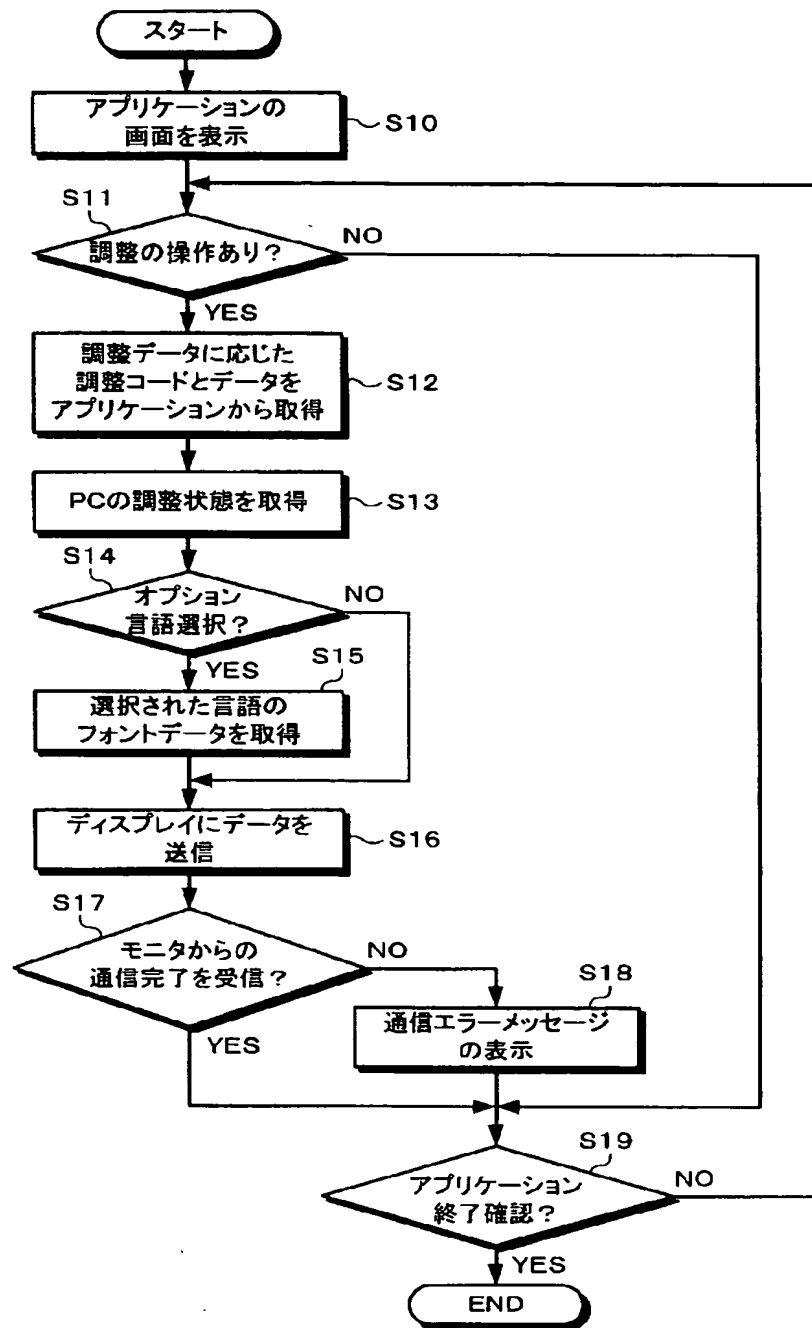 スタート
アプリケーションの
画面を表示
S10
S11
調整の操作あり?
NO
YES
調整データに応じた
調整コードとデータを
アプリケーションから取得
S12
PCの調整状態を取得
S13
S14
オプション
言語選択?
NO
YES
S15
選択された言語の
フォントデータを取得
ディスプレイにデータを
送信
S16
S17
モニタからの
通信完了を受信?
NO
YES
S18
通信エラーメッセージ
の表示
S19
アプリケーション
終了確認?
NO
YES
END